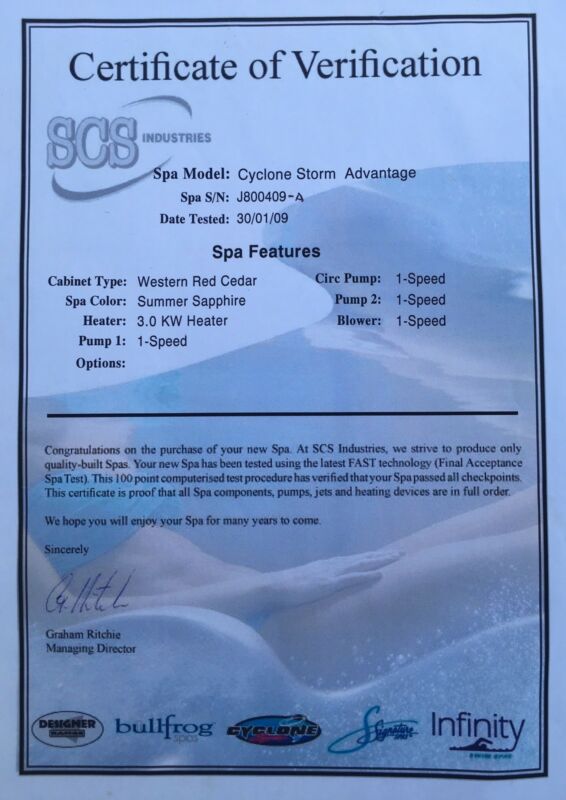 Certificate of Verification
SCS INDUSTRIES
Spa Model: Cyclone Storm Advantage
Spa S/N: J800409-A
Date Tested: 30/01/09
Spa Features
Cabinet Type: Western Red Cedar
Circ Pump: 1-Speed
Spa Color: Summer Sapphire
Pump 2: 1-Speed
Heater: 3.0 KW Heater
Blower: 1-Speed
Pump 1: 1-Speed
Options:
Congratulations on the purchase of your new Spa. At SCS Industries, we strive to produce only
quality-built Spas. Your new Spa has been tested using the latest FAST technology (Final Acceptance
Spa Test). This 100 point computerised test procedure has verified that your Spa passed all checkpoints.
This certificate is proof that all Spa components, pumps, jets and heating devices are in full order.
We hope you will enjoy your Spa for many years to come.
Sincerely
Graham Ritchie
Managing Director
DESIGNER
bullfrog
spas
CYCLONE
Signature
Infinity
SWIM SPAS